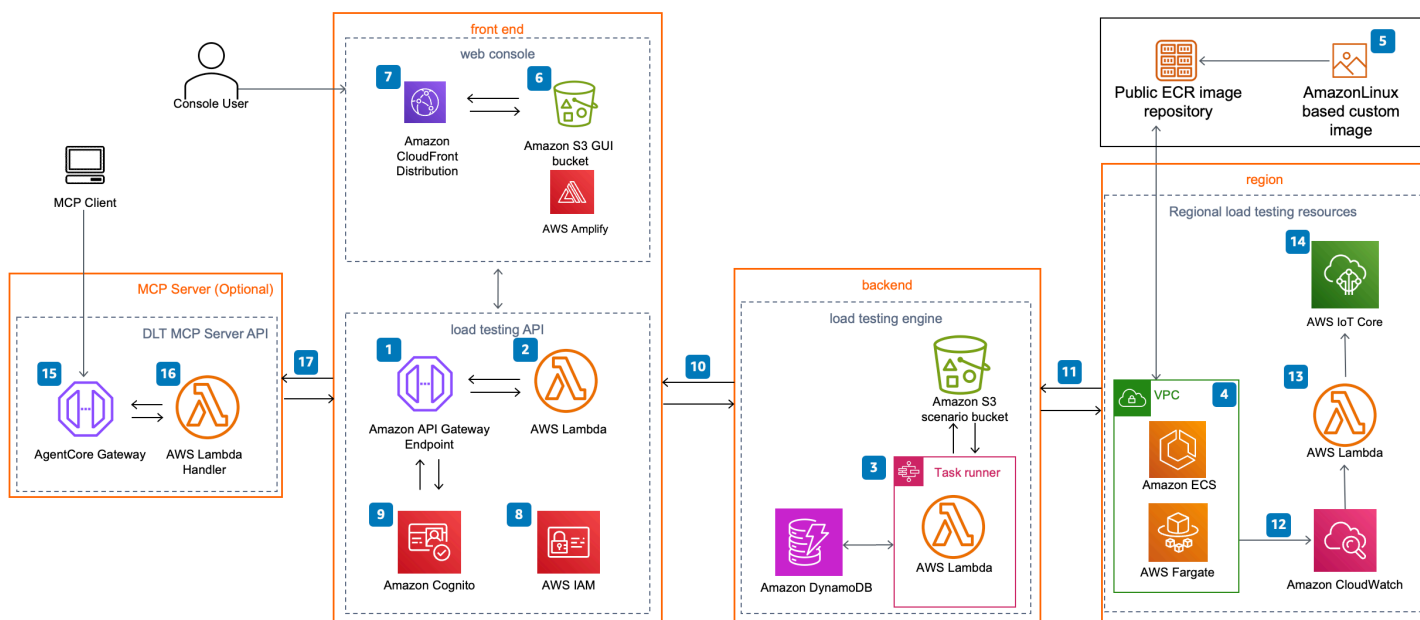 Console User
MCP Client
front end
web console
7
6
Amazon
CloudFront
Distribution
Amazon S3 GUI
bucket
AWS Amplify
5
Public ECR image
repository
AmazonLinux
based custom
image
MCP Server (Optional)
DLT MCP Server API
15
16
AgentCore Gateway
AWS Lambda
Handler
17
load testing API
1
2
Amazon API Gateway
Endpoint
AWS Lambda
9
8
Amazon Cognito
AWS IAM
10
backend
load testing engine
Amazon S3
scenario bucket
3
Task runner
AWS Lambda
Amazon DynamoDB
11
region
Regional load testing resources
14
AWS IoT Core
13
AWS Lambda
VPC
4
Amazon ECS
AWS Fargate
12
Amazon CloudWatch